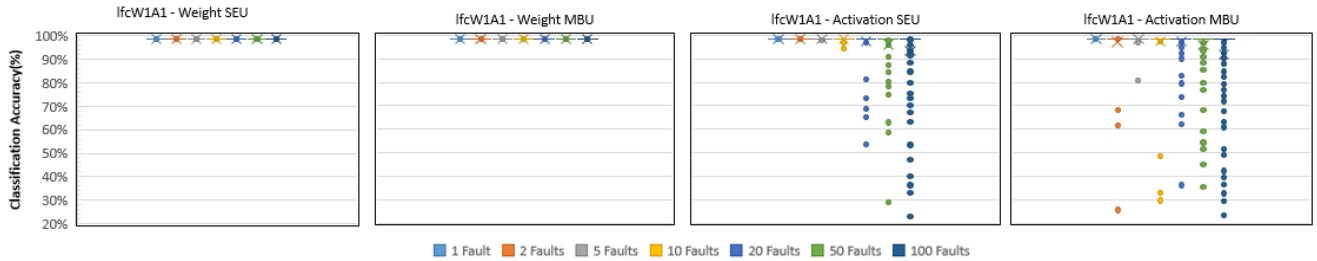 lfcW1A1 - Weight SEU
lfcW1A1 - Weight MBU
lfcW1A1 - Activation SEU
lfcW1A1 - Activation MBU
Classification Accuracy(%)
100%
90%
80%
70%
60%
50%
40%
30%
20%
1 Fault
2 Faults
5 Faults
10 Faults
20 Faults
50 Faults
100 Faults